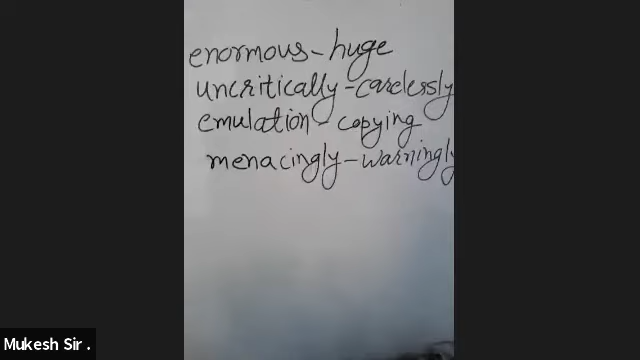 enormous - huge
uncritically - carelessly
emulation - copying
menacingly - warningly
Mukesh Sir .